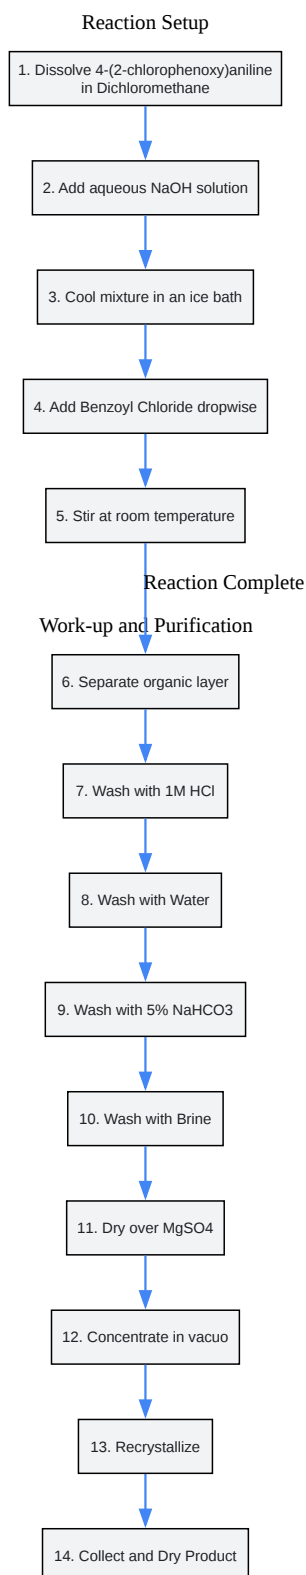 Reaction Setup
1. Dissolve 4-(2-chlorophenoxy)aniline
in Dichloromethane
2. Add aqueous NaOH solution
3. Cool mixture in an ice bath
4. Add Benzoyl Chloride dropwise
5. Stir at room temperature
Reaction Complete
Work-up and Purification
6. Separate organic layer
7. Wash with 1M HCl
8. Wash with Water
9. Wash with 5% NaHCO3
10. Wash with Brine
11. Dry over MgSO4
12. Concentrate in vacuo
13. Recrystallize
14. Collect and Dry Product